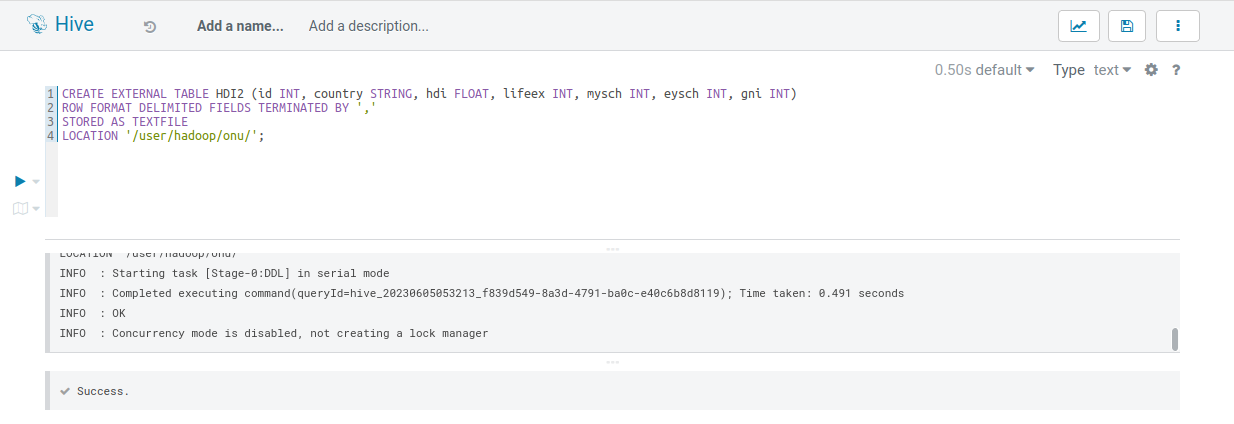 Hive
Add a name... Add a description...
0.50s default Type text ?
1 CREATE EXTERNAL TABLE HDI2 (id INT, country STRING, hdi FLOAT, lifeex INT, mysch INT, eysch INT, gni INT)
2 ROW FORMAT DELIMITED FIELDS TERMINATED BY ','
3 STORED AS TEXTFILE
4 LOCATION '/user/hadoop/onu/';
LOCATION '/user/hadoop/onu/'
INFO : Starting task [Stage-0:DDL] in serial mode
INFO : Completed executing command(queryId=hive_20230605053213_f839d549-8a3d-4791-ba0c-e40c6b8d8119); Time taken: 0.491 seconds
INFO : OK
INFO : Concurrency mode is disabled, not creating a lock manager
Success.